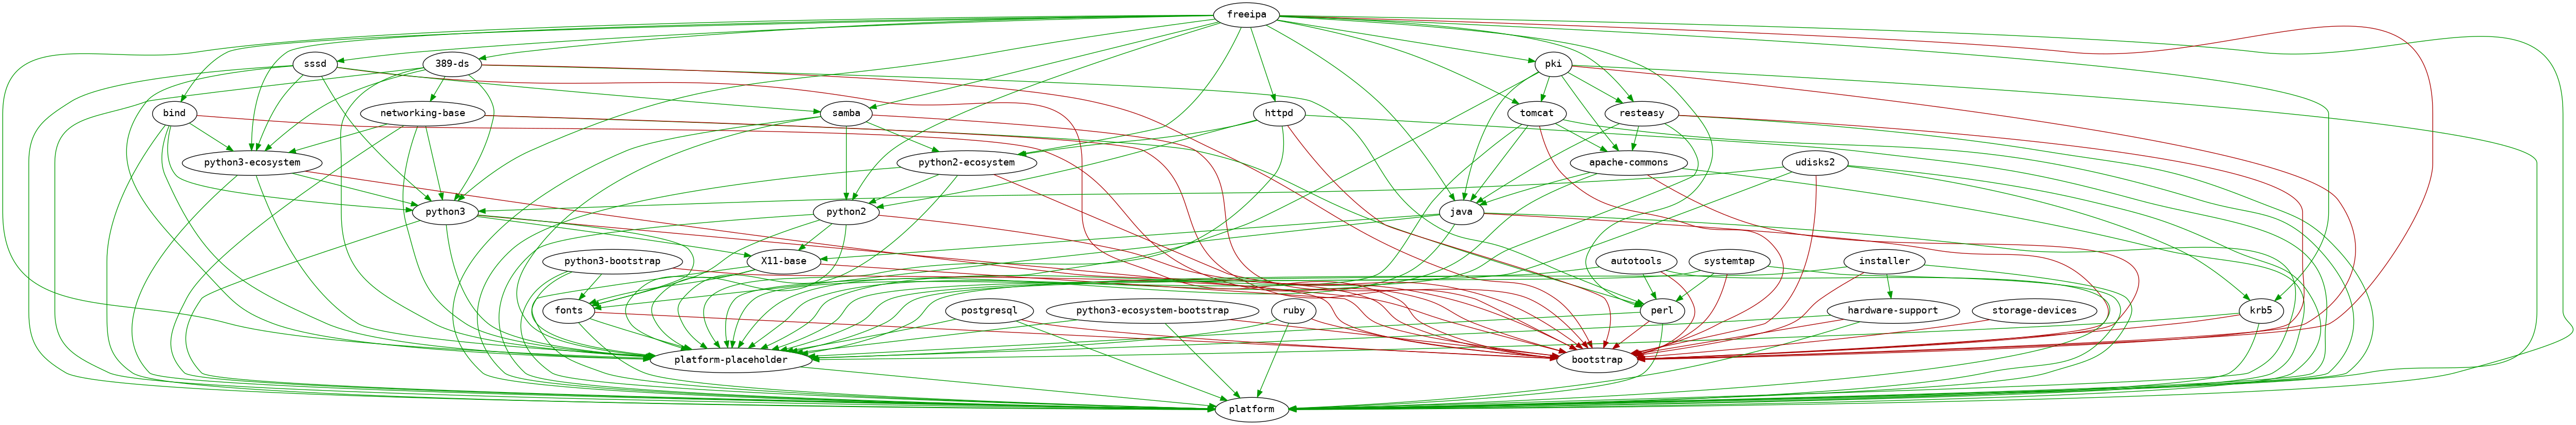 freeipa
sssd
389-ds
pki
bind
networking-base
samba
httpd
tomcat
resteasy
python3-ecosystem
python2-ecosystem
apache-commons
udisks2
python3
python2
java
python3-bootstrap
X11-base
autotools
systemtap
installer
fonts
postgresql
python3-ecosystem-bootstrap
ruby
perl
hardware-support
storage-devices
krb5
platform-placeholder
bootstrap
platform